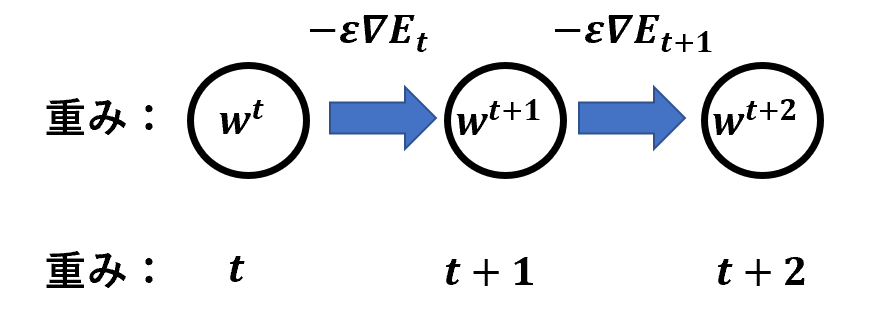 −ε∇E_t −ε∇E_{t+1}
重み： w^t w^{t+1} w^{t+2}
重み： t t + 1 t + 2